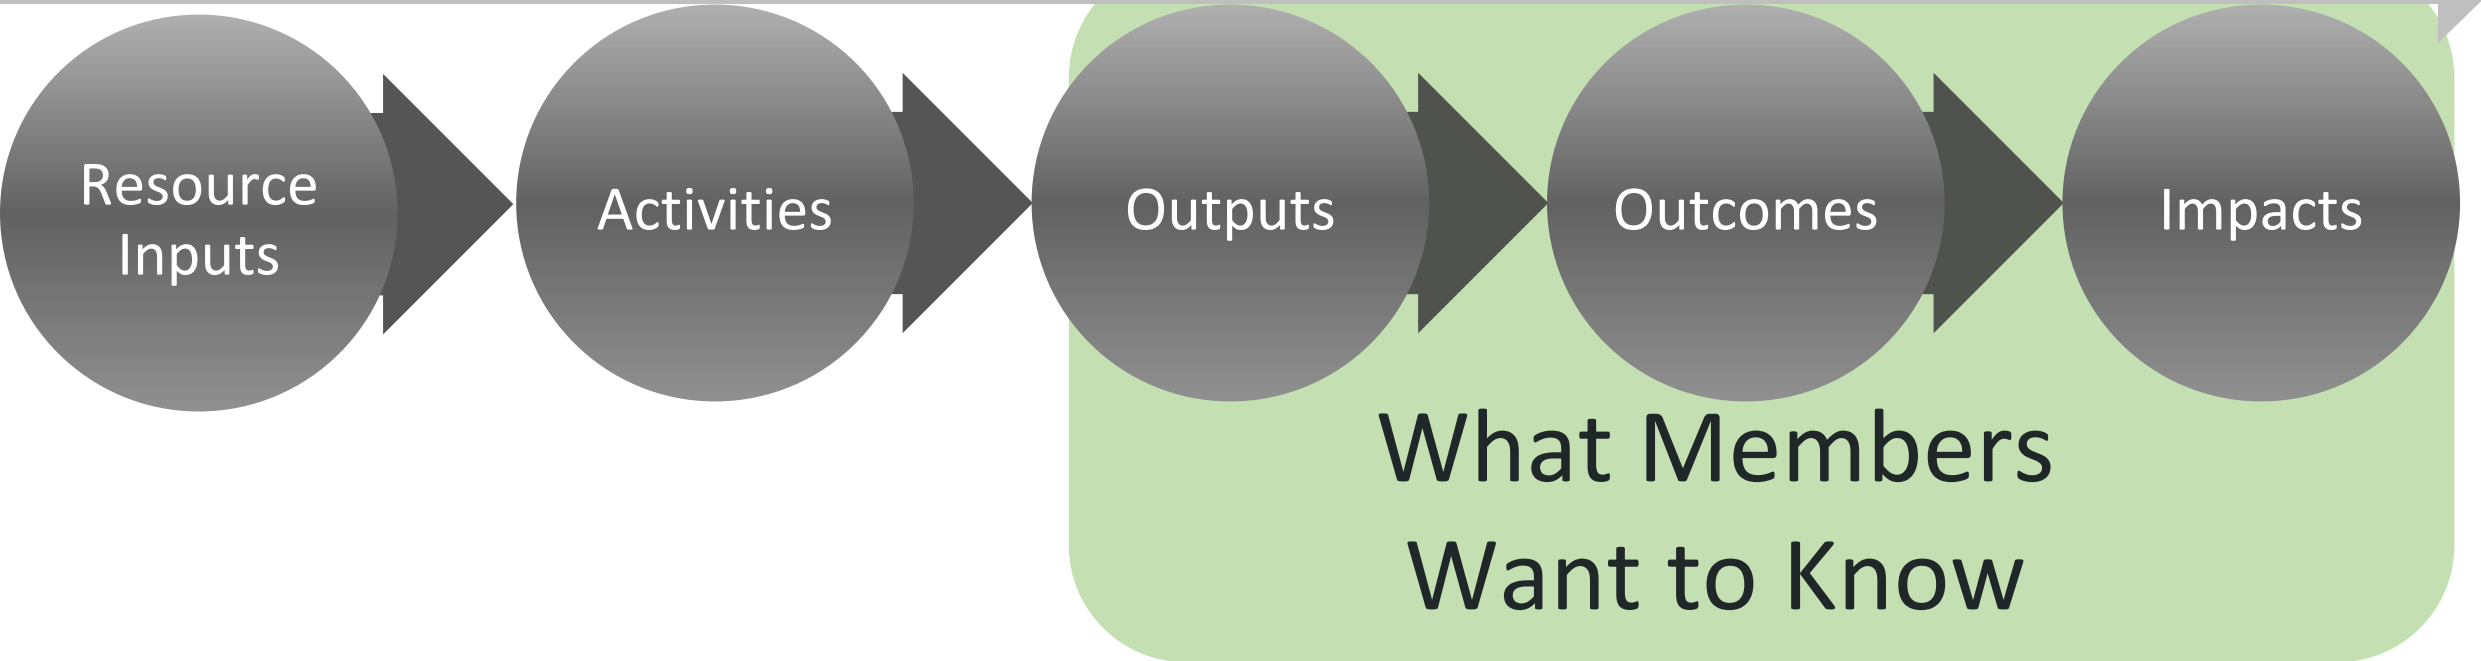 Resource
Inputs
Activities
Outputs
Outcomes
Impacts
What Members
Want to Know